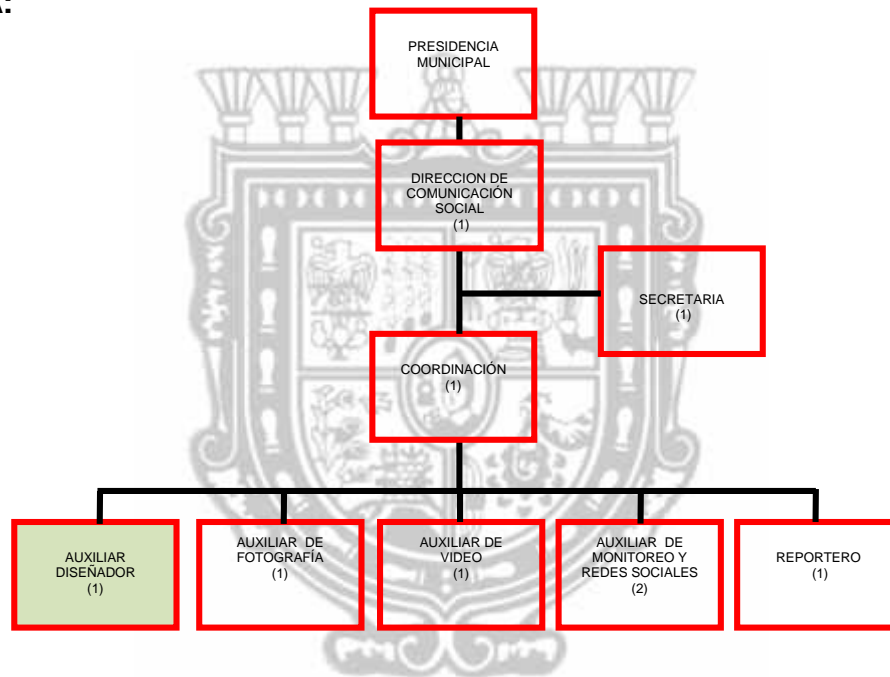 PRESIDENCIA
MUNICIPAL
DIRECCION DE
COMUNICACIÓN
SOCIAL
(1)
SECRETARIA
(1)
COORDINACIÓN
(1)
AUXILIAR
DISEÑADOR
(1)
AUXILIAR DE
FOTOGRAFÍA
(1)
AUXILIAR DE
VIDEO
(1)
AUXILIAR DE
MONITOREO Y
REDES SOCIALES
(2)
REPORTERO
(1)